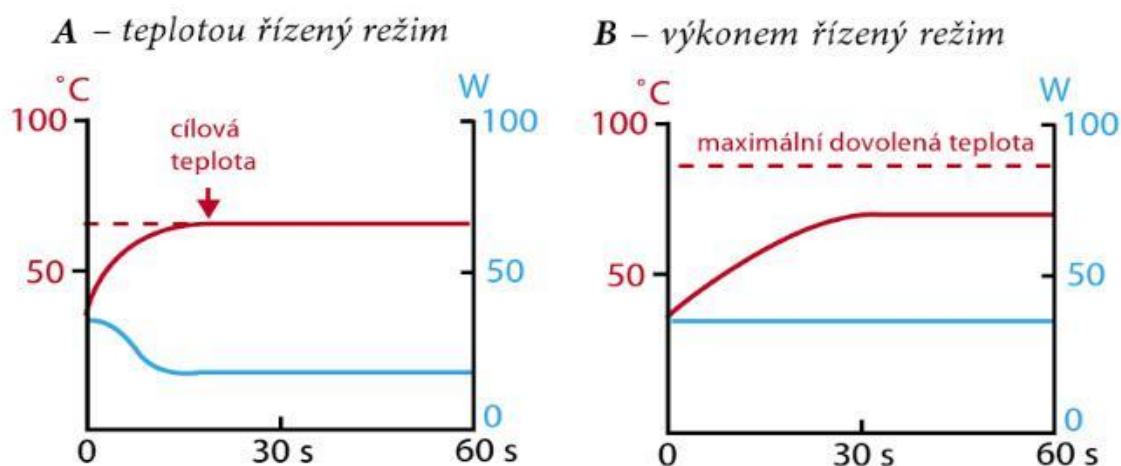 A – teplotou řízený režim
°C
W
100
cílová
teplota
100
50
50
0
0
30 s
60 s
B – výkonem řízený režim
°C
W
100
maximální dovolená teplota
100
50
50
0
0
30 s
60 s